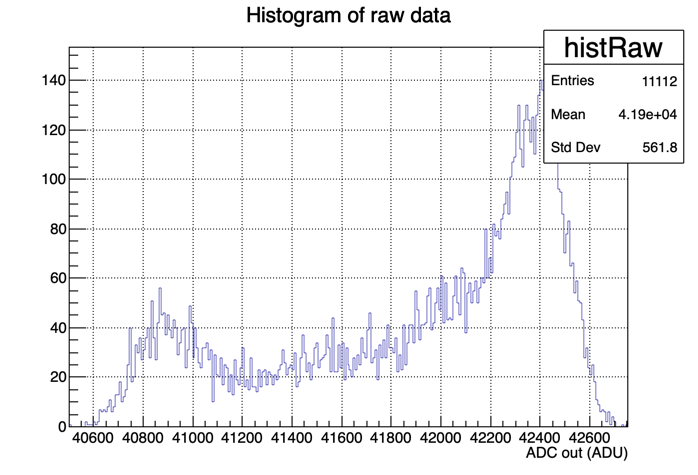 Histogram of raw data
histRaw
Entries 11112
Mean 4.19e+04
Std Dev 561.8
140
120
100
80
60
40
20
0
40600 40800 41000 41200 41400 41600 41800 42000 42200 42400 42600
ADC out (ADU)